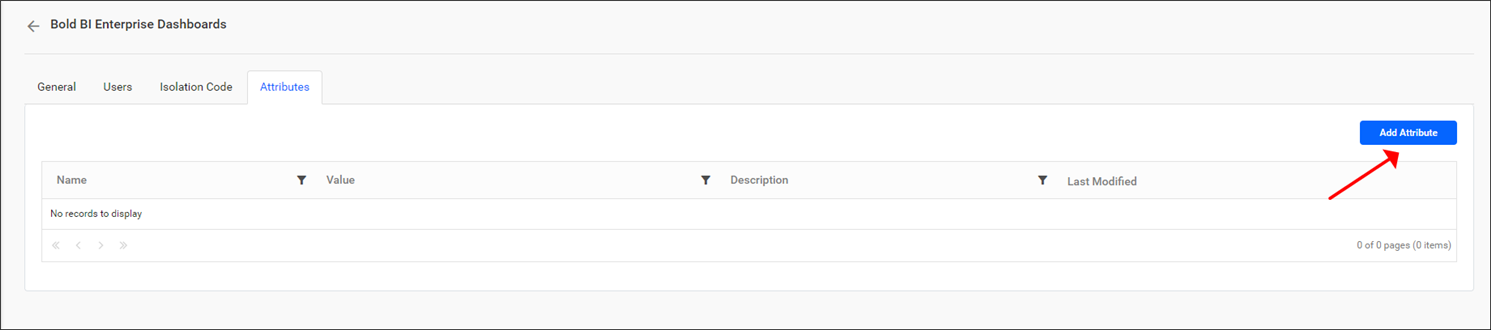 Bold BI Enterprise Dashboards
General Users Isolation Code Attributes
Add Attribute
Name Value Description Last Modified
No records to display
0 of 0 pages (0 items)